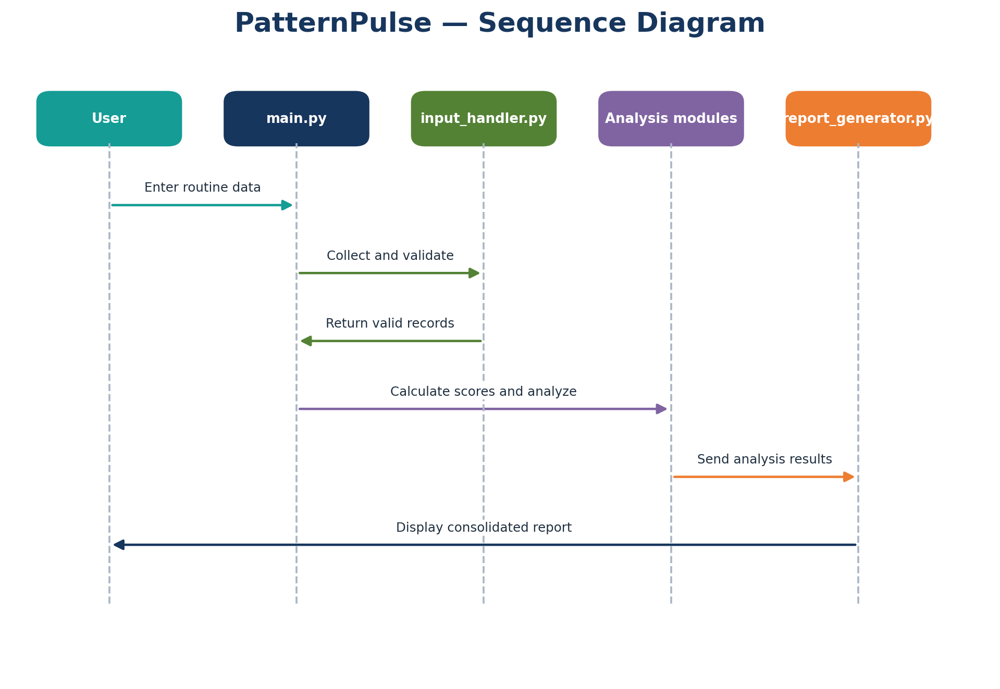 PatternPulse — Sequence Diagram
User
main.py
input_handler.py
Analysis modules
report_generator.py
Enter routine data
Collect and validate
Return valid records
Calculate scores and analyze
Send analysis results
Display consolidated report